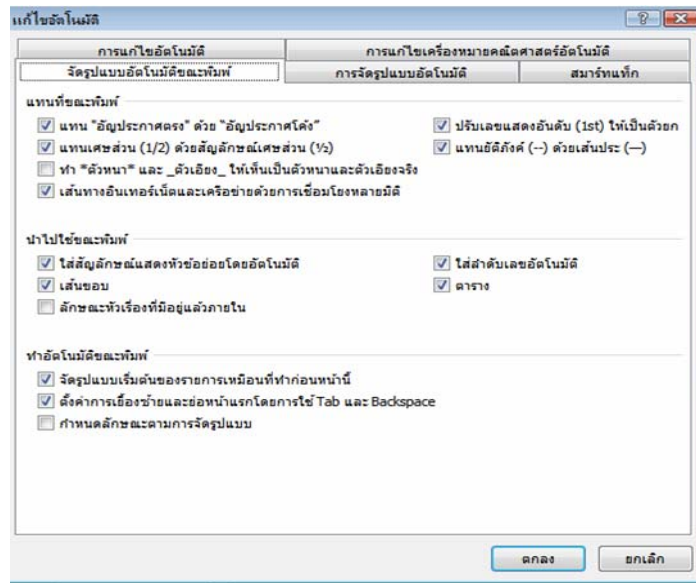 แก้ไขอัตโนมัติ
การแก้ไขอัตโนมัติ การแก้ไขเครื่องหมายคณิตศาสตร์อัตโนมัติ
จัดรูปแบบอัตโนมัติขณะพิมพ์ การจัดรูปแบบอัตโนมัติ สมาร์ทแท็ก
แทนที่ขณะพิมพ์
แทน "อัญประกาศตรง" ด้วย “อัญประกาศโค้ง” ปรับเลขแสดงอันดับ (1st) ให้เป็นตัวยก
แทนเศษส่วน (1/2) ด้วยสัญลักษณ์เศษส่วน (½) แทนยัติภังค์ (--) ด้วยเส้นประ (—)
ทำ *ตัวหนา* และ _ตัวเอียง_ ให้เห็นเป็นตัวหนาและตัวเอียงจริง
เส้นทางอินเทอร์เน็ตและเครือข่ายด้วยการเชื่อมโยงหลายมิติ
นำไปใช้ขณะพิมพ์
ใส่สัญลักษณ์แสดงหัวข้อย่อยโดยอัตโนมัติ ใส่ลำดับเลขอัตโนมัติ
เส้นขอบ ตาราง
ลักษณะหัวเรื่องที่มีอยู่แล้วภายใน
ทำอัตโนมัติขณะพิมพ์
จัดรูปแบบเริ่มต้นของรายการเหมือนที่ทำก่อนหน้านี้
ตั้งค่าการเยื้องซ้ายและย่อหน้าแรกโดยการใช้ Tab และ Backspace
กำหนดลักษณะตามการจัดรูปแบบ
ตกลง ยกเลิก